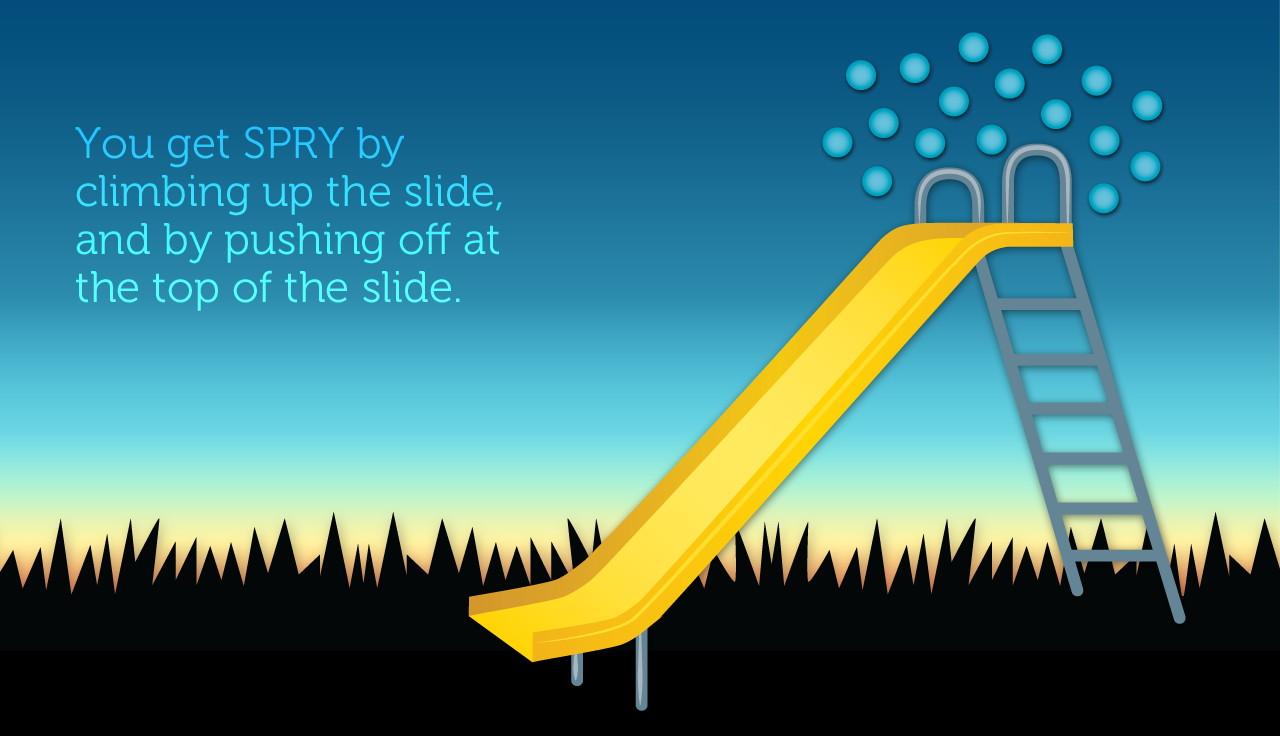 You get SPRY by
climbing up the slide,
and by pushing off at
the top of the slide.